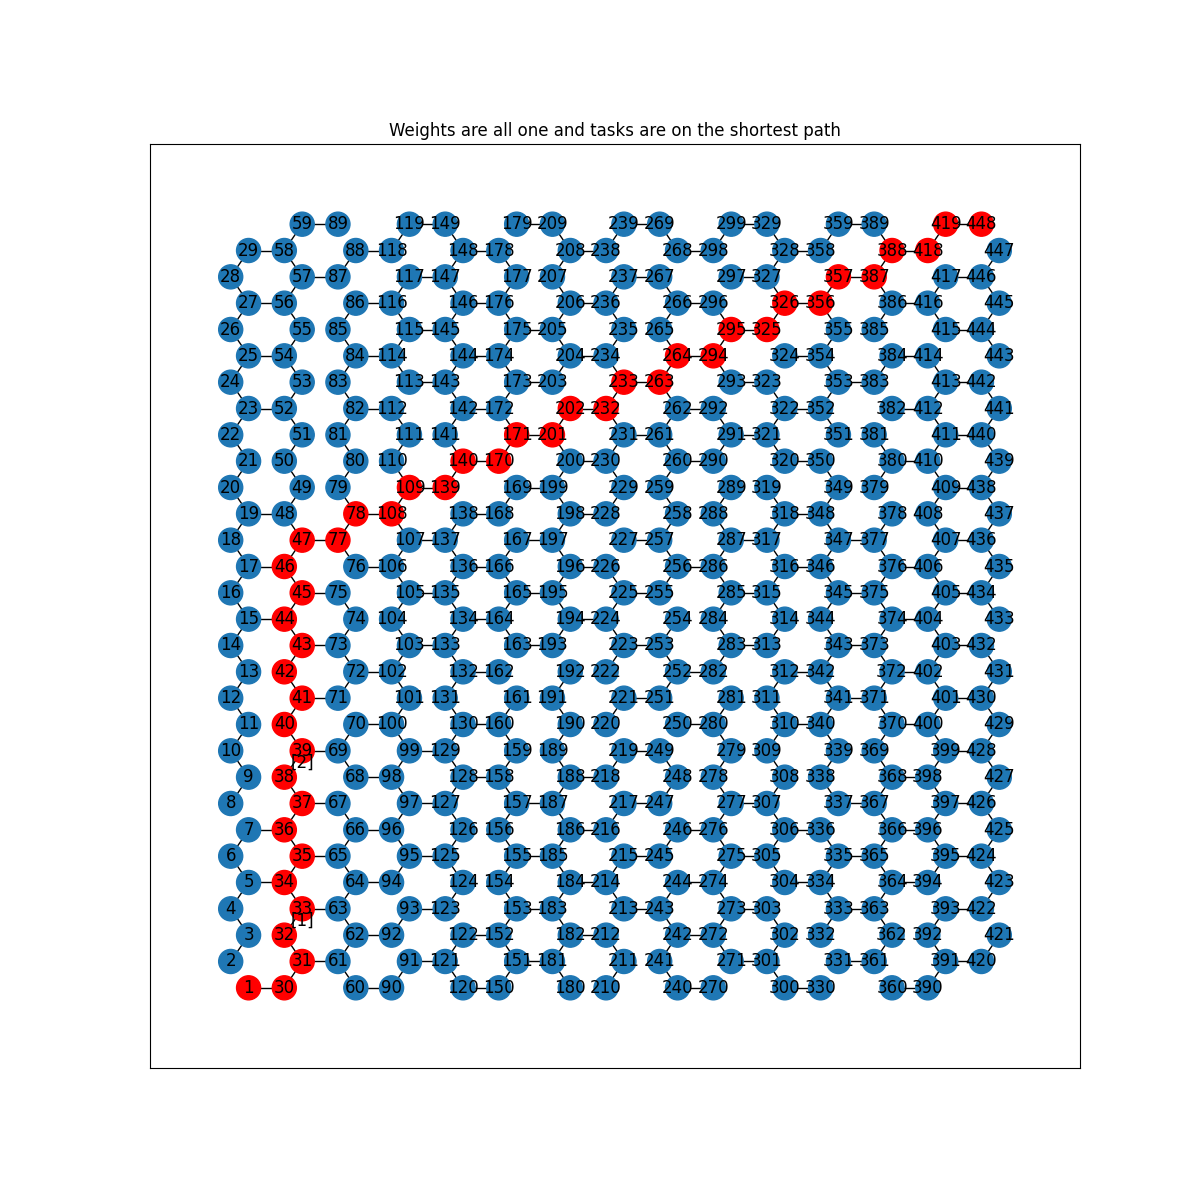 Weights are all one and tasks are on the shortest path
59 89 119 149 179 209 239 269 299 329 359 389 419 448
29 58 88 118 148 178 208 238 268 298 328 358 388 418 447
28 57 87 117 147 177 207 237 267 297 327 357 387 417 446
27 56 86 116 146 176 206 236 266 296 326 356 386 416 445
26 55 85 115 145 175 205 235 265 295 325 355 385 415 444
25 54 84 114 144 174 204 234 264 294 324 354 384 414 443
24 53 83 113 143 173 203 233 263 293 323 353 383 413 442
23 52 82 112 142 172 202 232 262 292 322 352 382 412 441
22 51 81 111 141 171 201 231 261 291 321 351 381 411 440
21 50 80 110 140 170 200 230 260 290 320 350 380 410 439
20 49 79 109 139 169 199 229 259 289 319 349 379 409 438
19 48 78 108 138 168 198 228 258 288 318 348 378 408 437
18 47 77 107 137 167 197 227 257 287 317 347 377 407 436
17 46 76 106 136 166 196 226 256 286 316 346 376 406 435
16 45 75 105 135 165 195 225 255 285 315 345 375 405 434
15 44 74 104 134 164 194 224 254 284 314 344 374 404 433
14 43 73 103 133 163 193 223 253 283 313 343 373 403 432
13 42 72 102 132 162 192 222 252 282 312 342 372 402 431
12 41 71 101 131 161 191 221 251 281 311 341 371 401 430
11 40 70 100 130 160 190 220 250 280 310 340 370 400 429
10 39 69 99 129 159 189 219 249 279 309 339 369 399 428
[2]
9 38 68 98 128 158 188 218 248 278 308 338 368 398 427
8 37 67 97 127 157 187 217 247 277 307 337 367 397 426
7 36 66 96 126 156 186 216 246 276 306 336 366 396 425
6 35 65 95 125 155 185 215 245 275 305 335 365 395 424
5 34 64 94 124 154 184 214 244 274 304 334 364 394 423
4 33 63 93 123 153 183 213 243 273 303 333 363 393 422
[1]
3 32 62 92 122 152 182 212 242 272 302 332 362 392 421
2 31 61 91 121 151 181 211 241 271 301 331 361 391 420
1 30 60 90 120 150 180 210 240 270 300 330 360 390